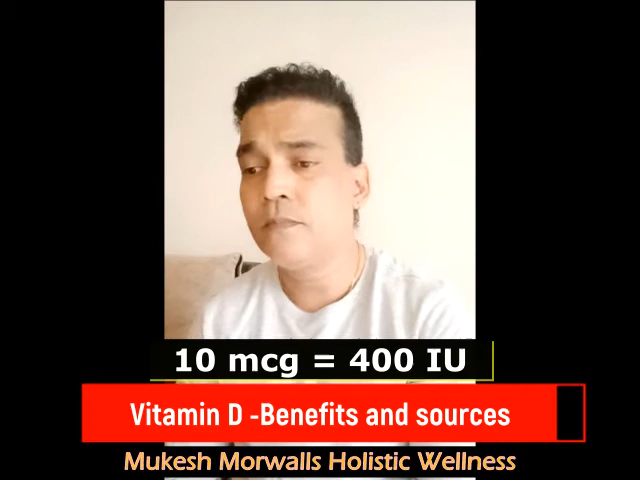 10 mcg = 400 IU
Vitamin D -Benefits and sources
Mukesh Morwalls Holistic Wellness